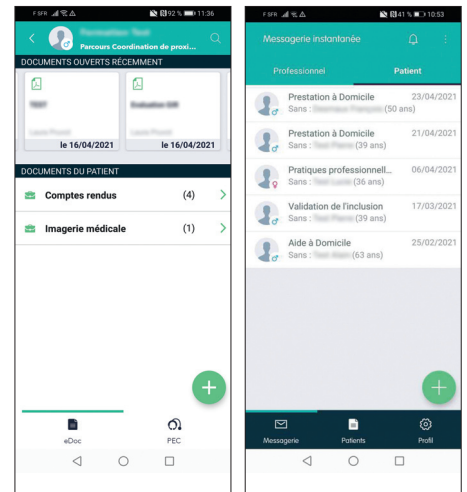 F SFR 92 % 11:36
Parcours Coordination de proxi...
DOCUMENTS OUVERTS RÉCEMMENT
le 16/04/2021
le 16/04/2021
DOCUMENTS DU PATIENT
Comptes rendus (4)
Imagerie médicale (1)
eDoc
PEC
F SFR 41 % 10:53
Messagerie instantanée
Professionnel
Patient
Prestation à Domicile 23/04/2021
Sans : (50 ans)
Prestation à Domicile 21/04/2021
Sans : (39 ans)
Pratiques professionnell... 06/04/2021
Sans : (36 ans)
Validation de l'inclusion 17/03/2021
Sans : (39 ans)
Aide à Domicile 25/02/2021
Sans : (63 ans)
Messagerie
Patients
Profil